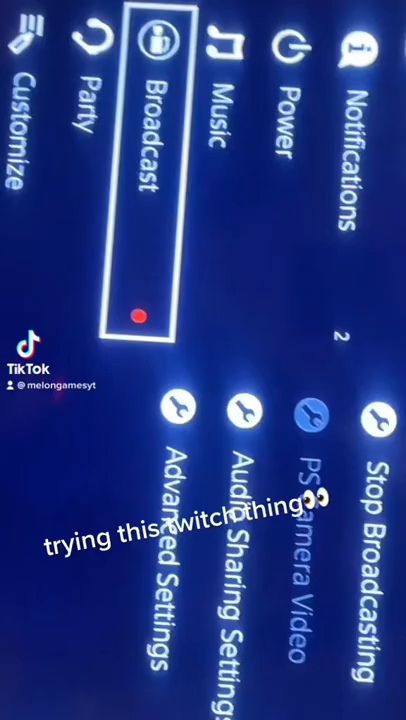 Notifications 2
Power
Music
Broadcast
Party
Customize
Stop Broadcasting
PS Camera Video
Audio Sharing Settings
Advanced Settings
trying this twitch thing👀
TikTok
@melongamesyt